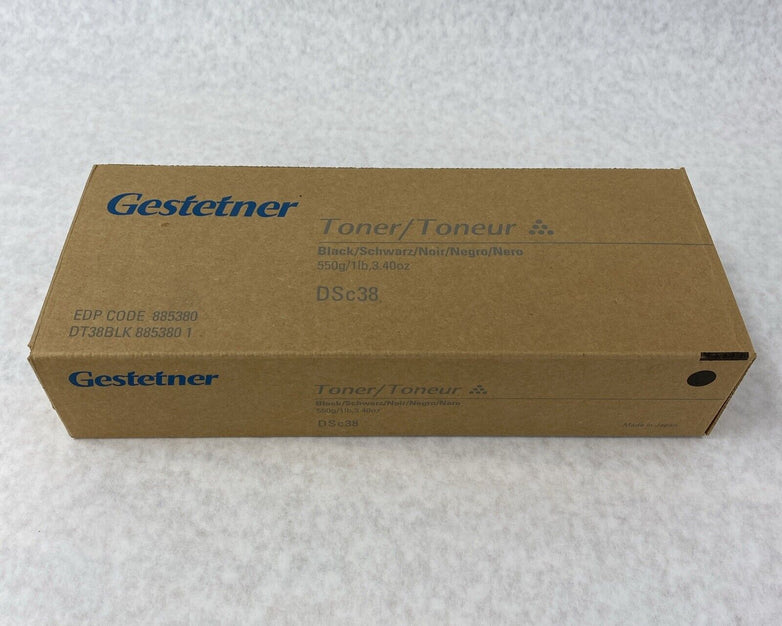 Gestetner
Toner/Toneur
Black/Schwarz/Noir/Negro/Nero
550g/1lb,3.40oz
DSc38
EDP CODE 885380
DT38BLK 885380 1
Gestetner
Toner/Toneur
Black/Schwarz/Noir/Negro/Nero
550g/1lb,3.40oz
DSc38
Made in Japan